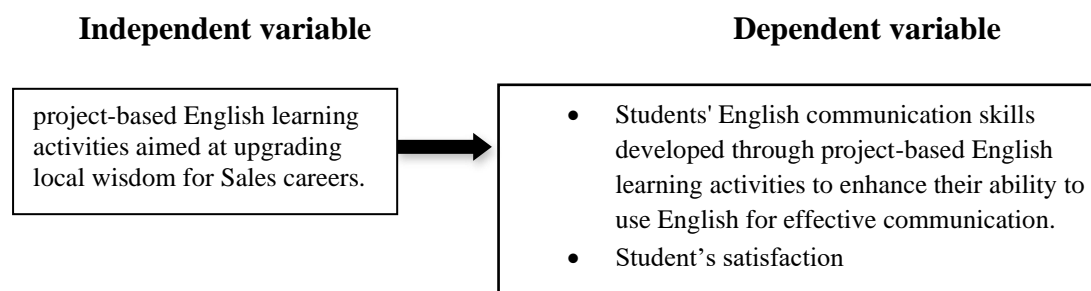 Independent variable
Dependent variable
project-based English learning
activities aimed at upgrading
local wisdom for Sales careers.
• Students' English communication skills
developed through project-based English
learning activities to enhance their ability to
use English for effective communication.
• Student’s satisfaction